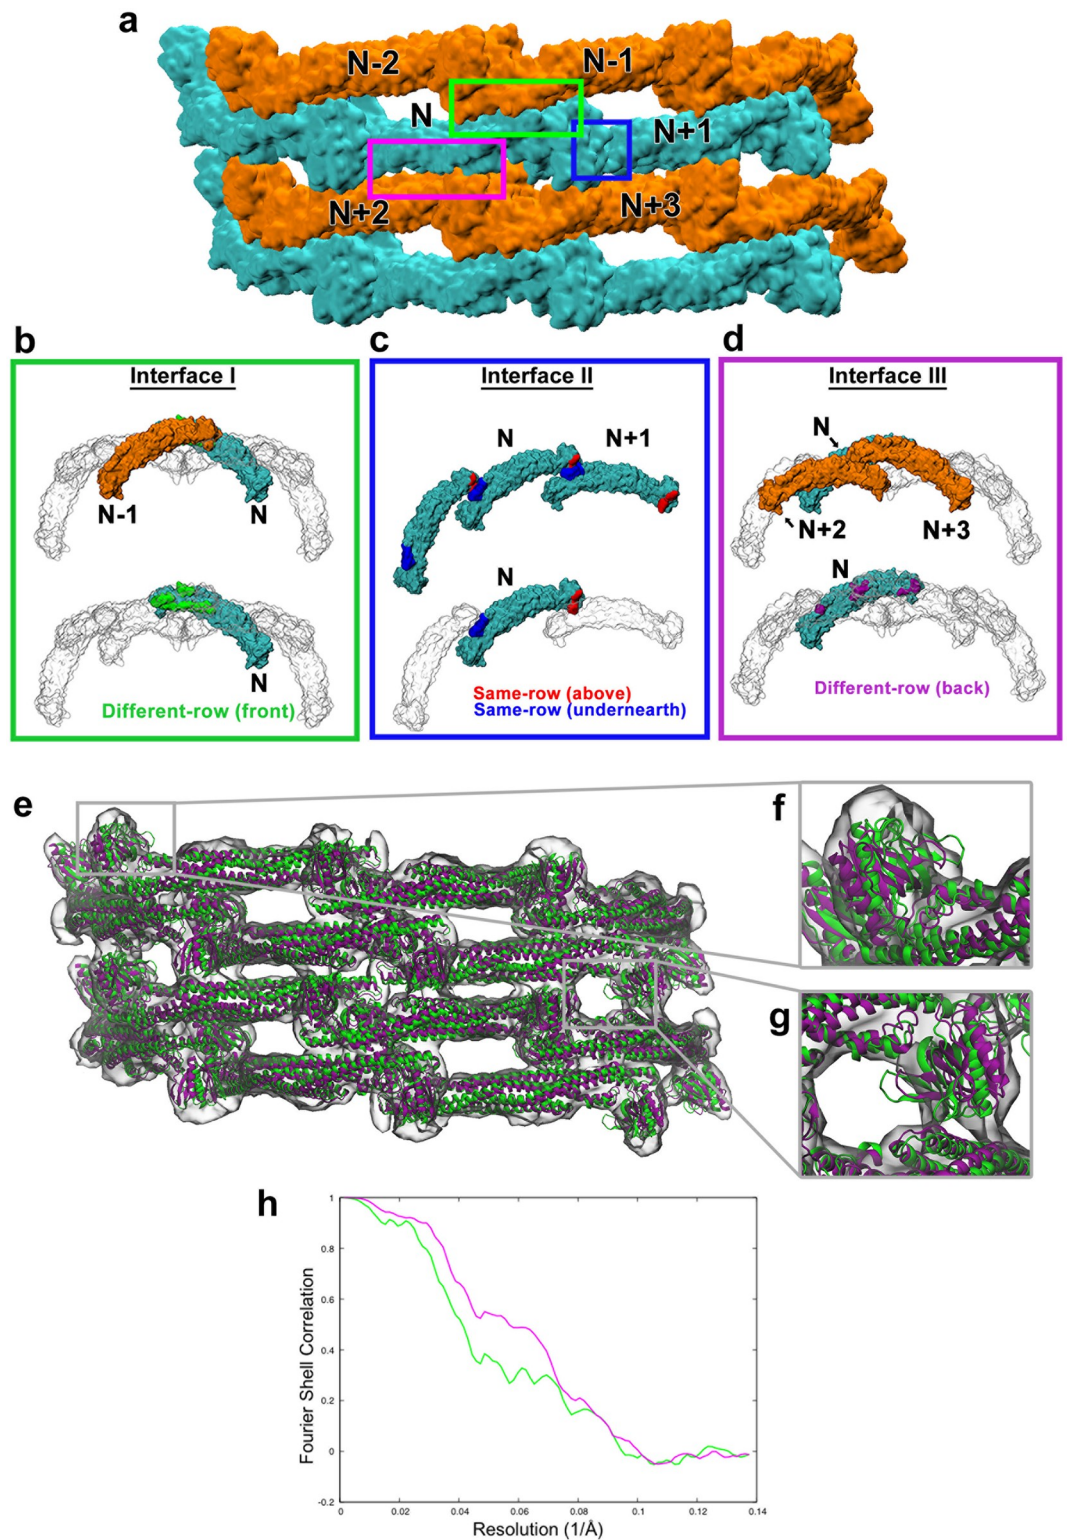 a
N-2
N-1
N
N+1
N+2
N+3
b
Interface I
N-1
N
N
Different-row (front)
c
Interface II
N
N+1
N
Same-row (above)
Same-row (undernearth)
d
Interface III
N
N+2
N+3
N
Different-row (back)
e
f
g
h
Fourier Shell Correlation
1
0.8
0.6
0.4
0.2
0
-0.2
0
0.02
0.04
0.06
0.08
0.1
0.12
0.14
Resolution (1/Å)